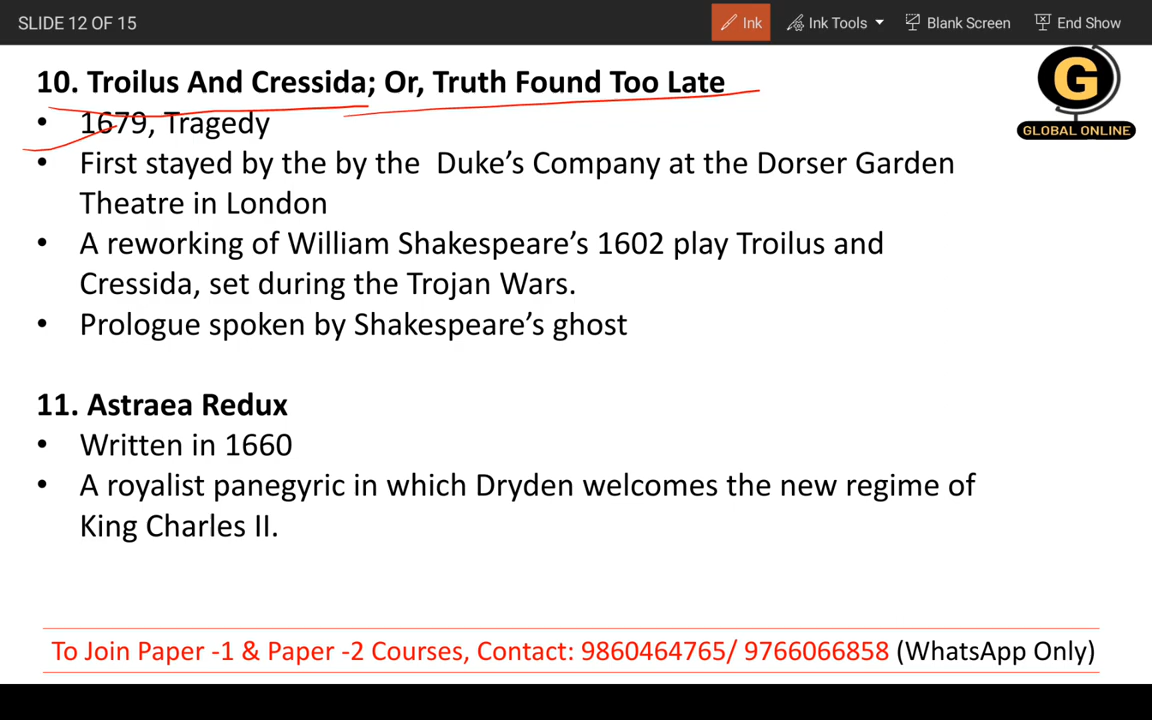 SLIDE 12 OF 15
Ink
Ink Tools
Blank Screen
End Show
10. Troilus And Cressida; Or, Truth Found Too Late
• 1679, Tragedy
• First stayed by the by the Duke's Company at the Dorser Garden
Theatre in London
• A reworking of William Shakespeare's 1602 play Troilus and
Cressida, set during the Trojan Wars.
• Prologue spoken by Shakespeare's ghost
11. Astraea Redux
• Written in 1660
• A royalist panegyric in which Dryden welcomes the new regime of
King Charles II.
G
GLOBAL ONLINE
To Join Paper -1 & Paper -2 Courses, Contact: 9860464765/ 9766066858 (WhatsApp Only)